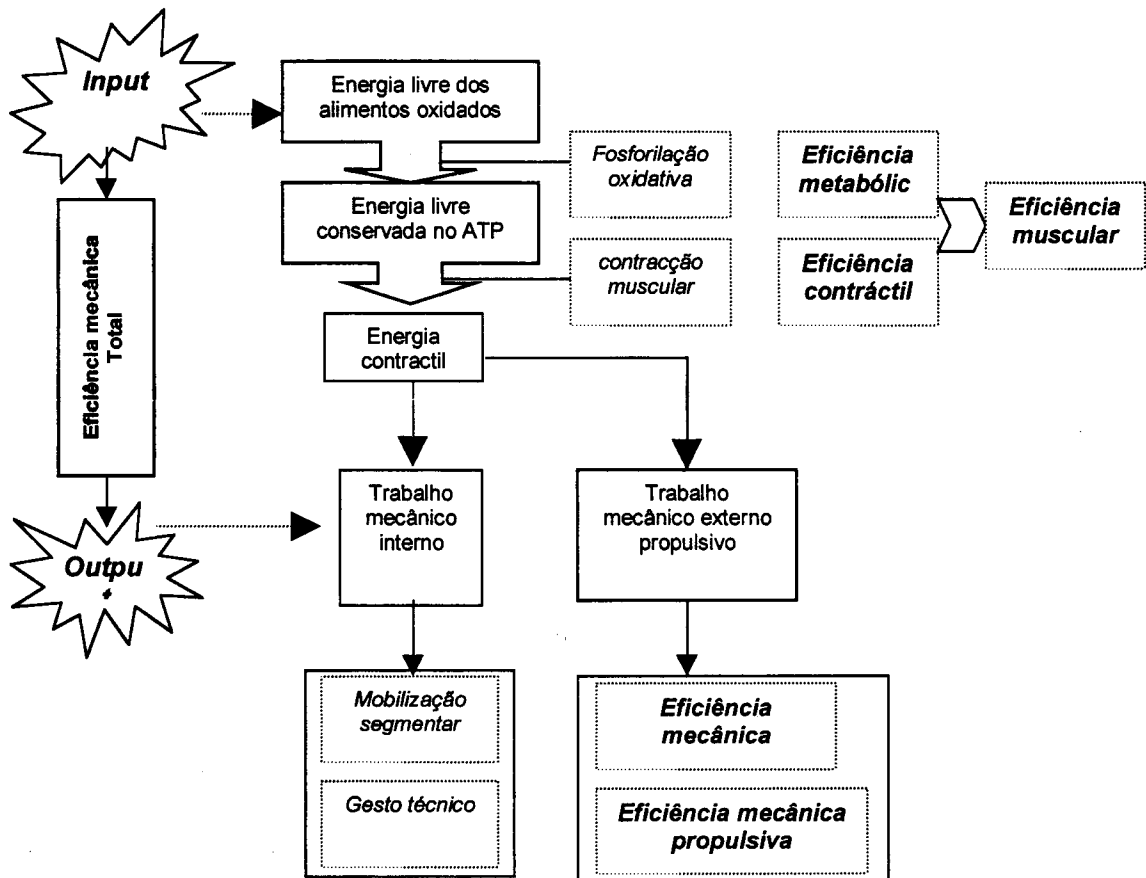 Input
Energia livre dos
alimentos oxidados
Fosforilação
oxidativa
Eficiência
metabólic
Eficiência
muscular
Energia livre
conservada no ATP
contracção
muscular
Eficiência
contráctil
Eficiência mecânica
Total
Energia
contractil
Trabalho
mecânico
interno
Trabalho
mecânico externo
propulsivo
Outpu
Mobilização
segmentar
Gesto técnico
Eficiência
mecânica
Eficiência mecânica
propulsiva